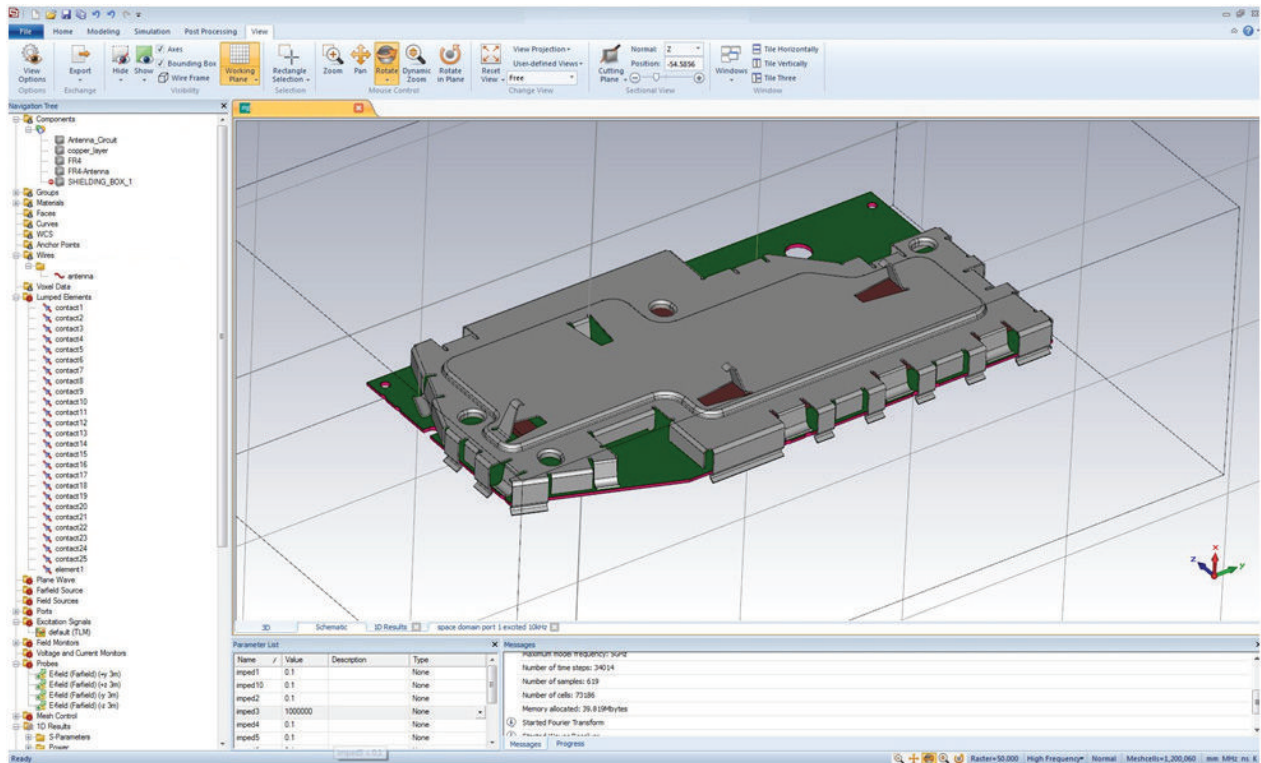 File Home Modeling Simulation Post Processing View
View Options
Export
Hide
Show
Axes
Bounding Box
Wire Frame
Working Plane
Rectangle Selection
Zoom
Pan
Rotate
Dynamic Zoom
Rotate in Plane
Reset View
View Projection
User-defined Views
Free
Cutting Plane
Normal: Z
Position: -54.5856
Windows
Tile Horizontally
Tile Vertically
Tile Three
Options Exchange Visibility Selection Mouse Control Change View Sectional View Window
Navigation Tree
Components
Antenna_Circuit
copper_layer
FR4
FR4-Antenna
SHIELDING_BOX_1
Groups
Materials
Faces
Curves
WCS
Anchor Points
Wires
antenna
Voxel Data
Lumped Elements
contact1
contact2
contact3
contact4
contact5
contact6
contact7
contact8
contact9
contact10
contact11
contact12
contact13
contact14
contact15
contact16
contact17
contact18
contact19
contact20
contact21
contact22
contact23
contact24
contact25
element1
Plane Wave
Farfield Source
Field Sources
Ports
Excitation Signals
default (TLM)
Field Monitors
Voltage and Current Monitors
Probes
E-field (Farfield) (+y 3m)
E-field (Farfield) (+z 3m)
E-field (Farfield) (-y 3m)
E-field (Farfield) (-z 3m)
Mesh Control
1D Results
S-Parameters
Power
x
y
z
3D Schematic 1D Results space domain port 1 excited 10kHz
Parameter List
Name / Value Description Type
imped1 0.1 None
imped10 0.1 None
imped2 0.1 None
imped3 1000000 None
imped4 0.1 None
imped5 0.1 None
Messages
Maximum model frequency: 5GHz
Number of time steps: 34014
Number of samples: 619
Number of cells: 73186
Memory allocated: 39.819Mbytes
Started Fourier Transform
Messages Progress
Ready
Raster=50.000 High Frequency Normal Meshcells=1,200,060 mm MHz ns K